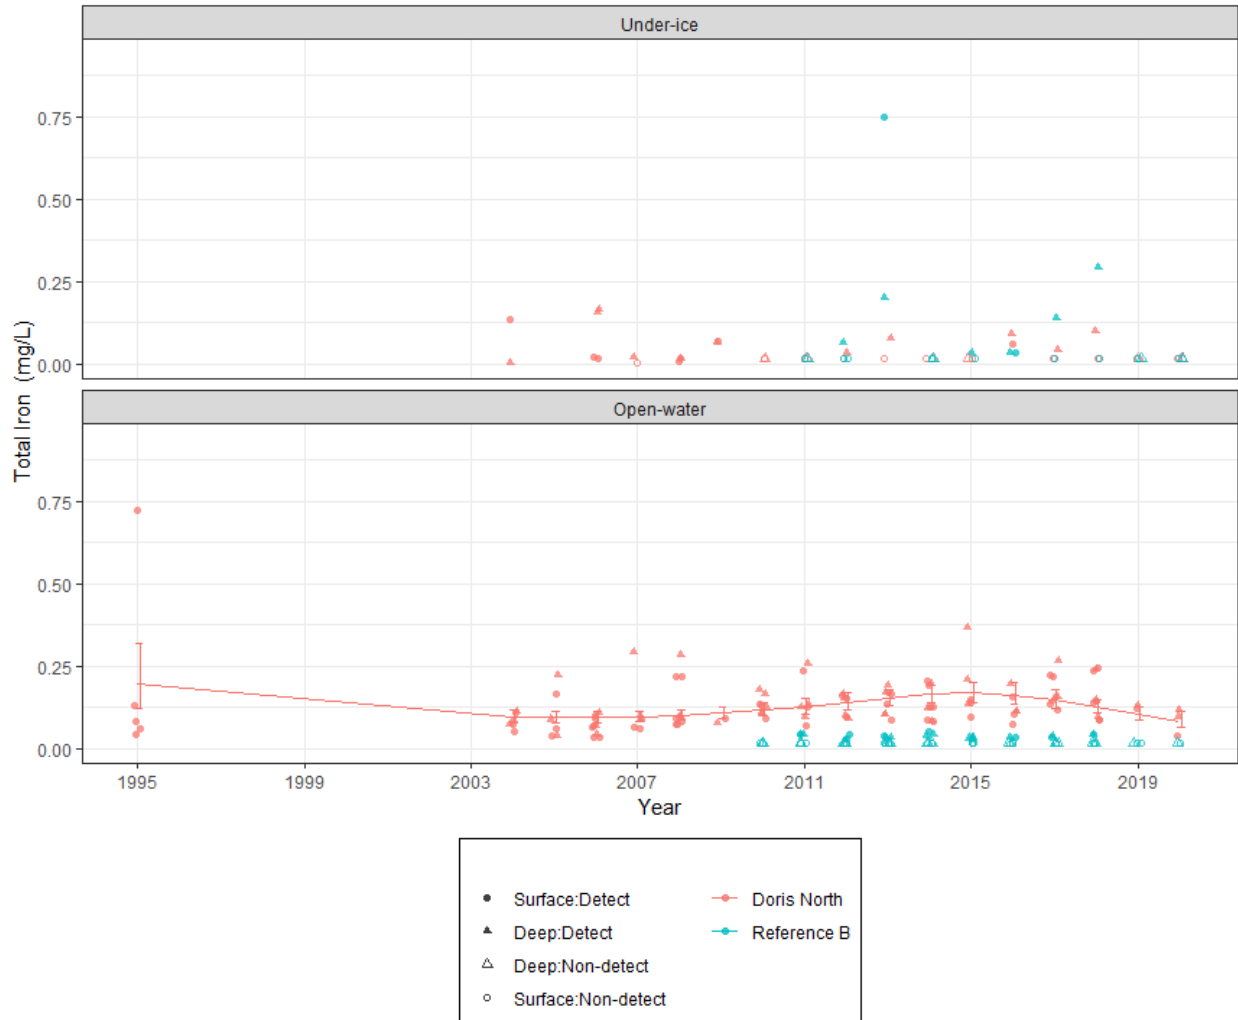 Under-ice
0.75
0.50
0.25
0.00
Total Iron (mg/L)
Open-water
0.75
0.50
0.25
0.00
1995 1999 2003 2007 2011 2015 2019
Year
Surface:Detect Doris North
Deep:Detect Reference B
Deep:Non-detect
Surface:Non-detect